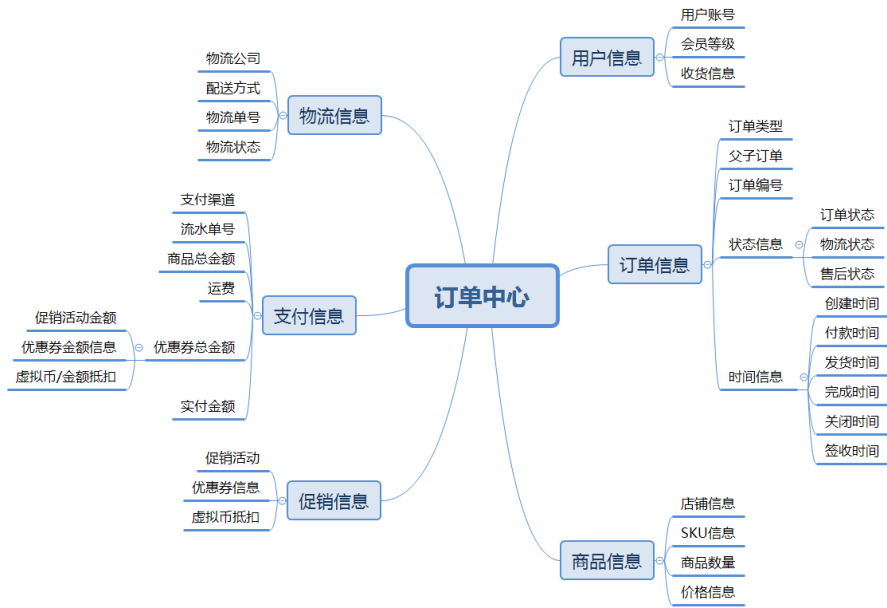 订单中心
用户信息
用户账号
会员等级
收货信息
订单信息
订单类型
父子订单
订单编号
状态信息
订单状态
物流状态
售后状态
时间信息
创建时间
付款时间
发货时间
完成时间
关闭时间
签收时间
商品信息
店铺信息
SKU信息
商品数量
价格信息
物流信息
物流公司
配送方式
物流单号
物流状态
支付信息
支付渠道
流水单号
商品总金额
运费
优惠券总金额
促销活动金额
优惠券金额信息
虚拟币/金额抵扣
实付金额
促销信息
促销活动
优惠券信息
虚拟币抵扣